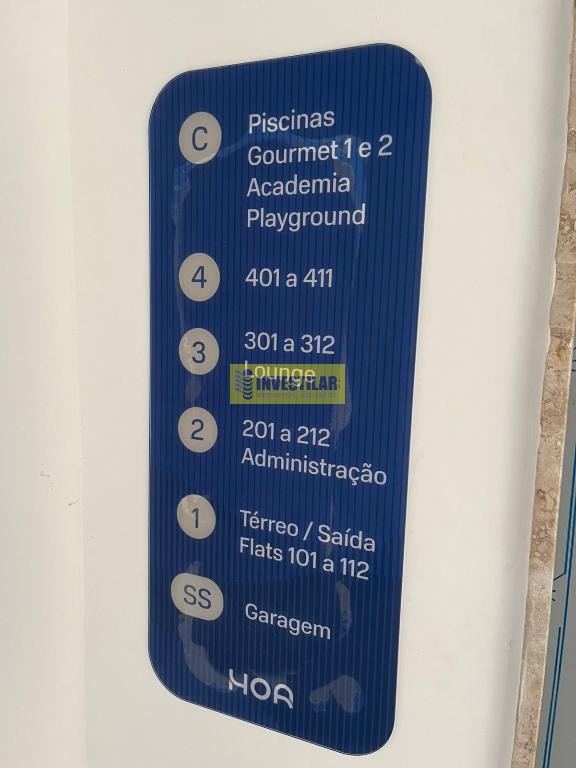 C
Piscinas
Gourmet 1 e 2
Academia
Playground
4
401 a 411
3
301 a 312
Lounge
INVESTILAR
2
201 a 212
Administração
1
Térreo / Saída
Flats 101 a 112
SS
Garagem
HOA